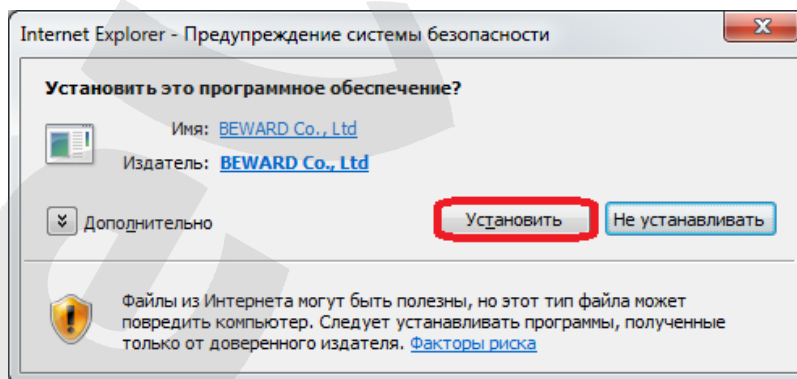 Internet Explorer - Предупреждение системы безопасности
Установить это программное обеспечение?
Имя: BEWARD Co., Ltd
Издатель: BEWARD Co., Ltd
Дополнительно
Установить
Не устанавливать
Файлы из Интернета могут быть полезны, но этот тип файла может
повредить компьютер. Следует устанавливать программы, полученные
только от доверенного издателя. Факторы риска